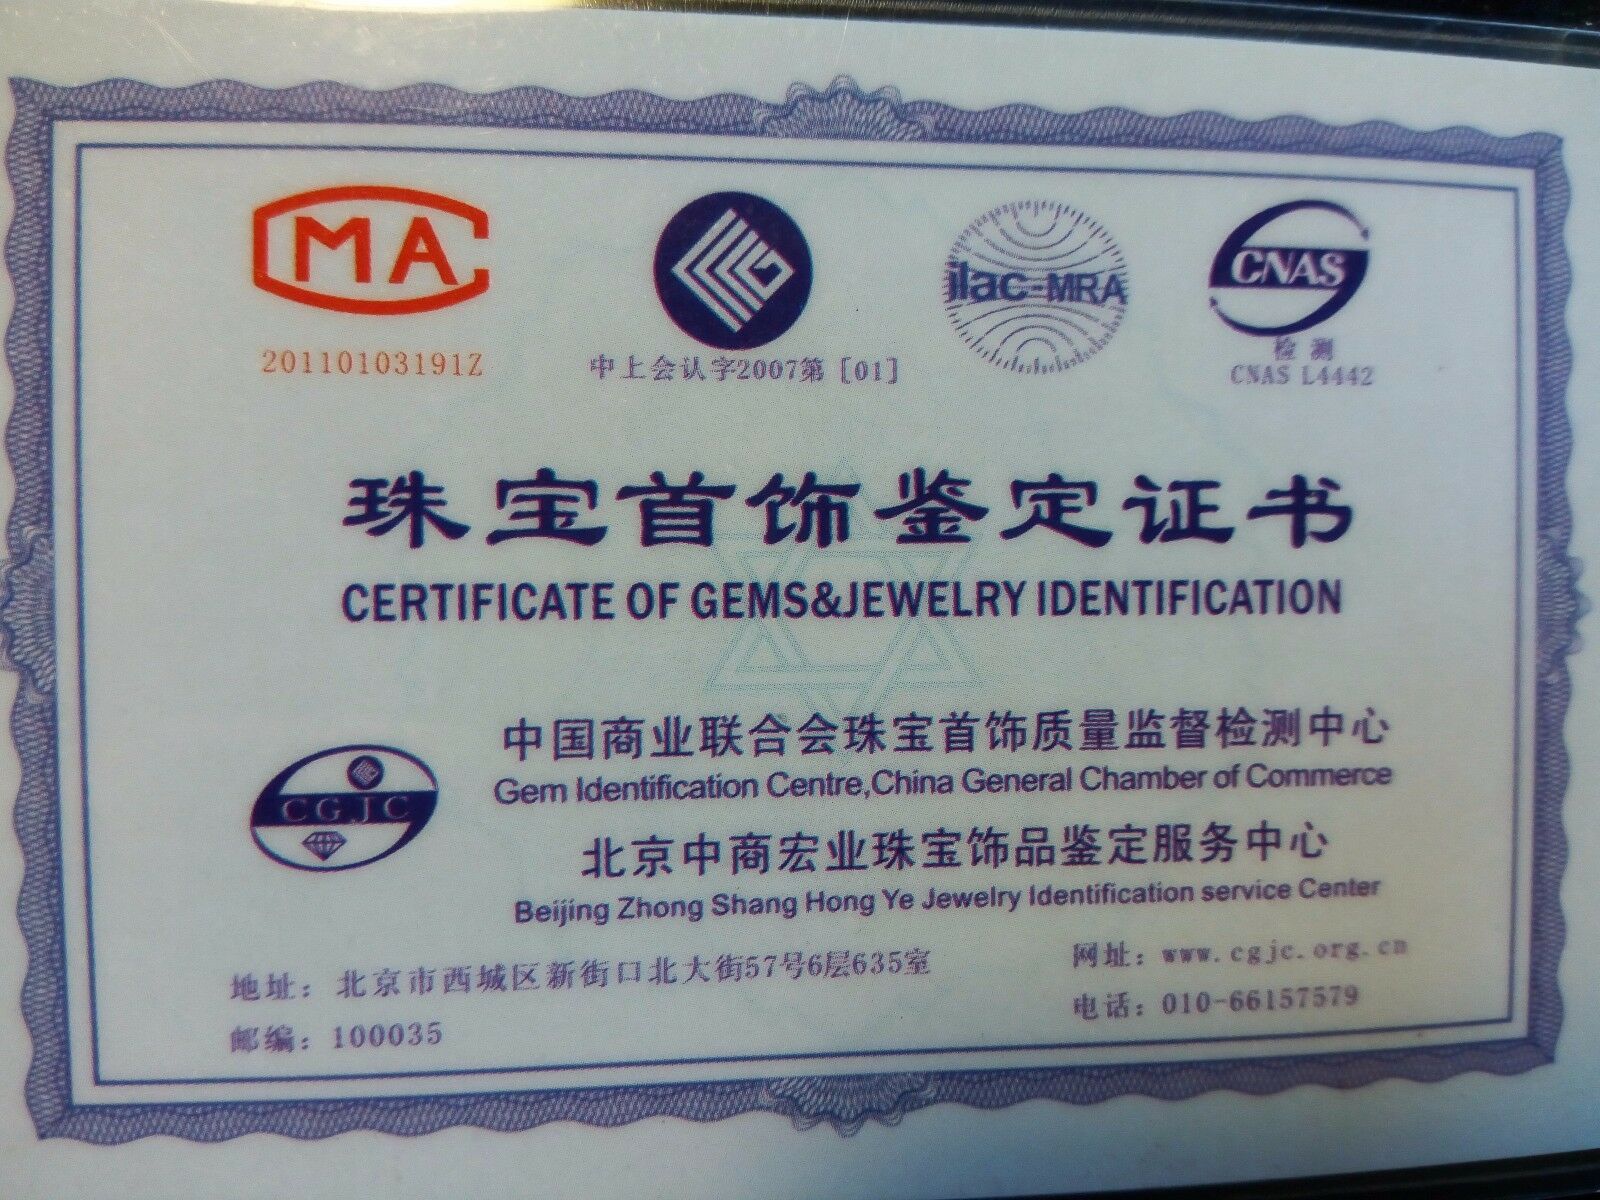 CMA
ilac-MRA
CNAS
20110103191Z
中上会认字2007第[01]
检测
CNAS L4442
珠宝首饰鉴定证书
CERTIFICATE OF GEMS&JEWELRY IDENTIFICATION
中国商业联合会珠宝首饰质量监督检测中心
Gem Identification Centre,China General Chamber of Commerce
CGJC
北京中商宏业珠宝饰品鉴定服务中心
Beijing Zhong Shang Hong Ye Jewelry Identification service Center
地址：北京市西城区新街口北大街57号6层635室
网址：www.cgjc.org.cn
邮编：100035
电话：010-66157579